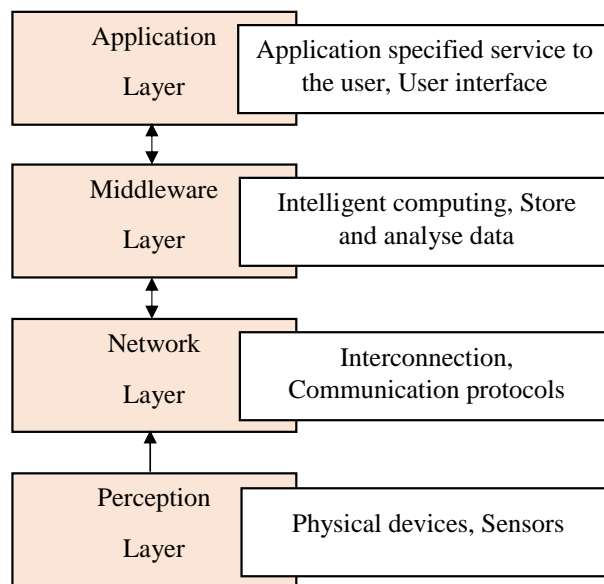 Application
Layer
Application specified service to
the user, User interface
Middleware
Layer
Intelligent computing, Store
and analyse data
Network
Layer
Interconnection,
Communication protocols
Perception
Layer
Physical devices, Sensors